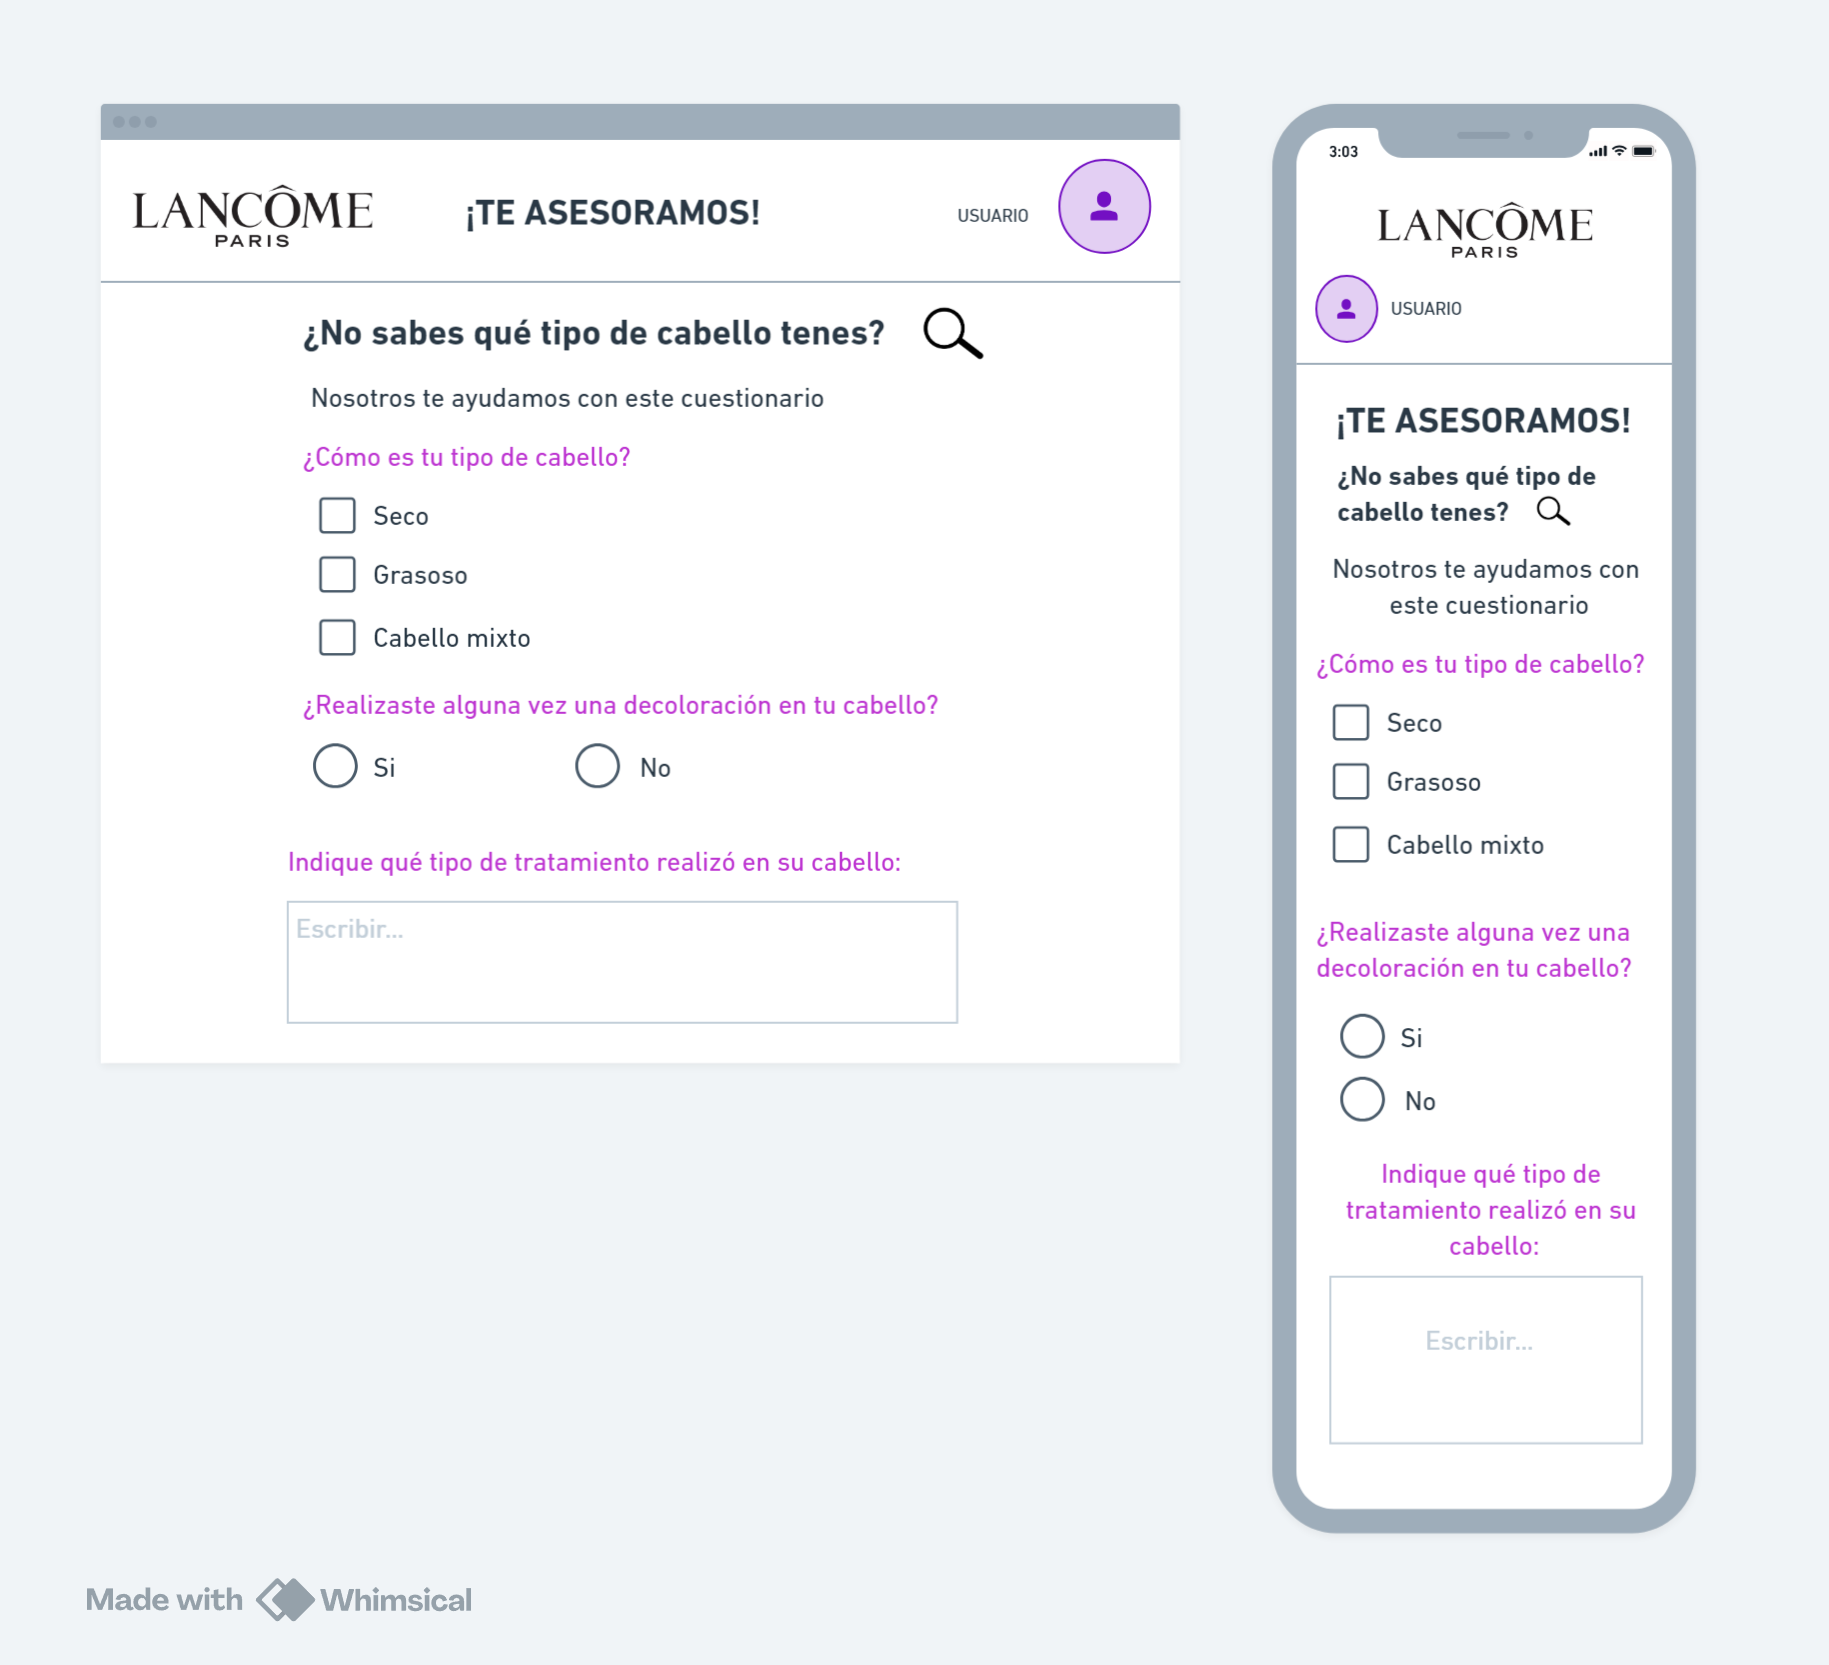 LANCÔME
PARIS
¡TE ASESORAMOS!
USUARIO
¿No sabes qué tipo de cabello tenes?
Nosotros te ayudamos con este cuestionario
¿Cómo es tu tipo de cabello?
Seco
Grasoso
Cabello mixto
¿Realizaste alguna vez una decoloración en tu cabello?
Si
No
Indique qué tipo de tratamiento realizó en su cabello:
Escribir...
3:03
LANCÔME
PARIS
USUARIO
¡TE ASESORAMOS!
¿No sabes qué tipo de
cabello tenes?
Nosotros te ayudamos con
este cuestionario
¿Cómo es tu tipo de cabello?
Seco
Grasoso
Cabello mixto
¿Realizaste alguna vez una
decoloración en tu cabello?
Si
No
Indique qué tipo de
tratamiento realizó en su
cabello:
Escribir...
Made with Whimsical